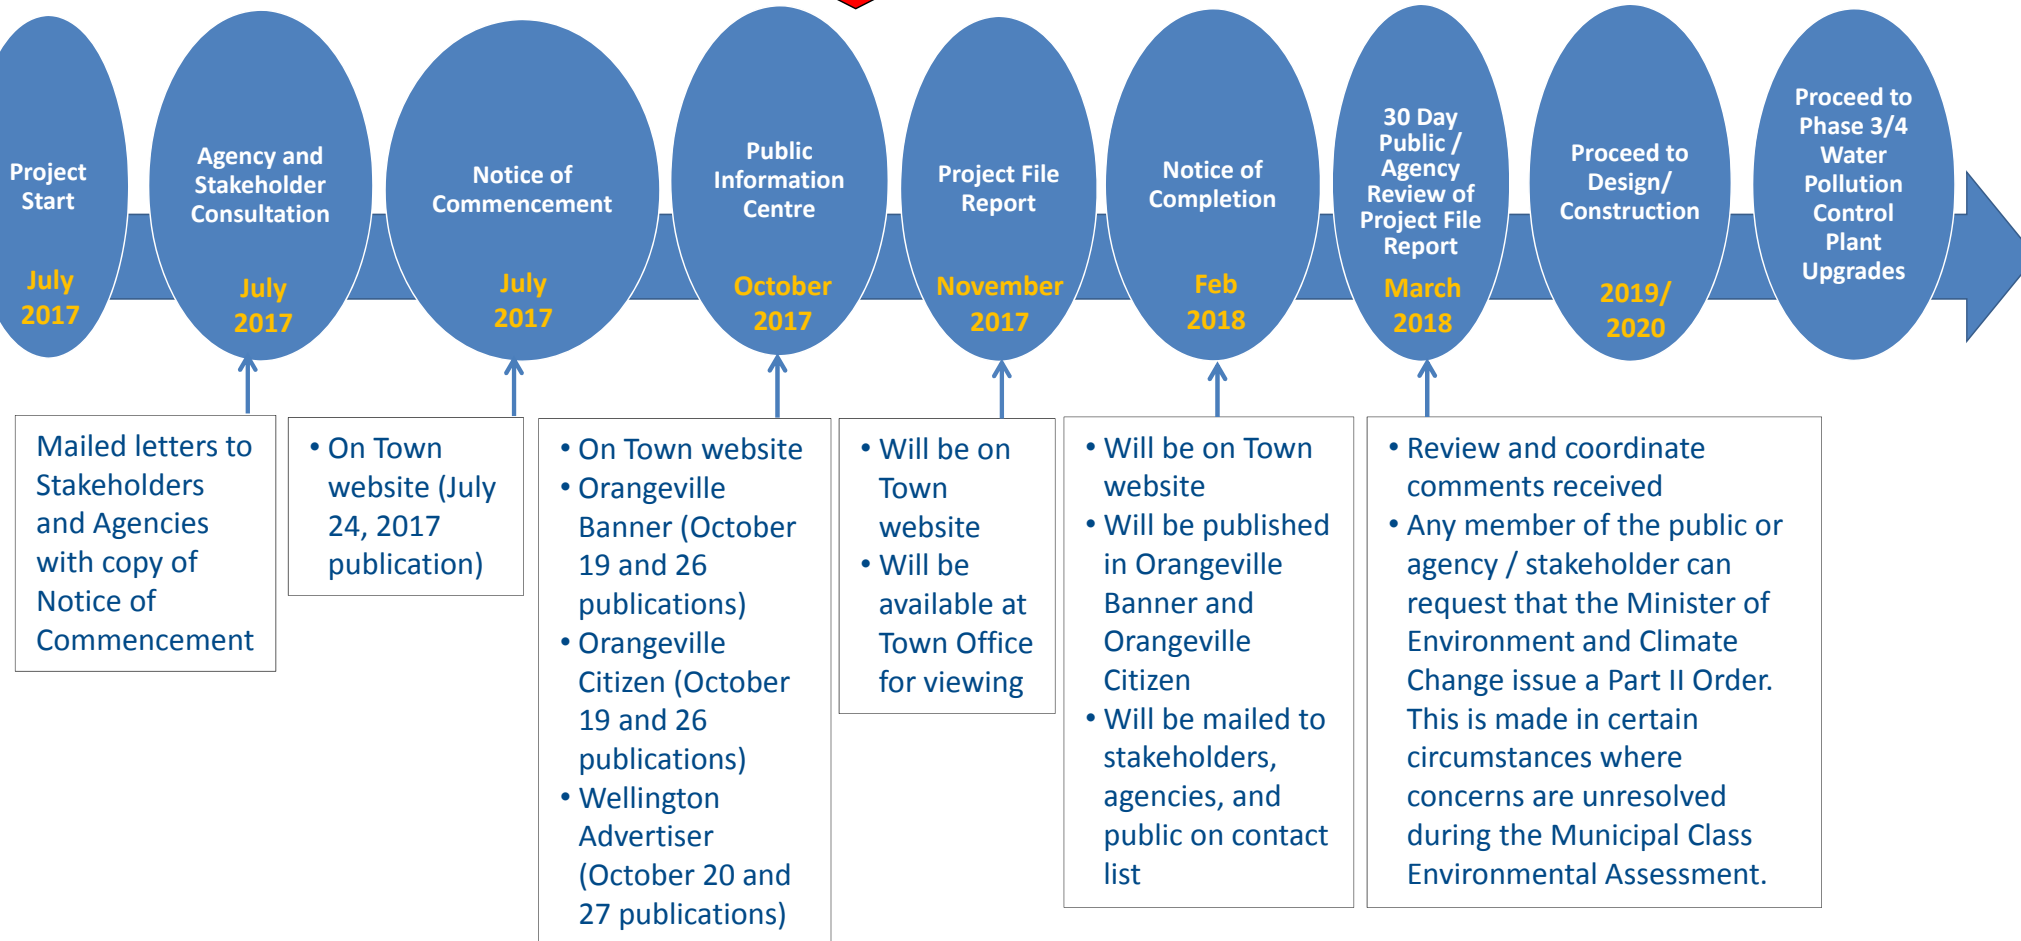 Project
Start
July
2017
Agency and
Stakeholder
Consultation
July
2017
Notice of
Commencement
July
2017
Public
Information
Centre
October
2017
Project File
Report
November
2017
Notice of
Completion
Feb
2018
30 Day
Public /
Agency
Review of
Project File
Report
March
2018
Proceed to
Design/
Construction
2019/
2020
Proceed to
Phase 3/4
Water
Pollution
Control
Plant
Upgrades
Mailed letters to
Stakeholders
and Agencies
with copy of
Notice of
Commencement
• On Town
website (July
24, 2017
publication)
• On Town website
• Orangeville
Banner (October
19 and 26
publications)
• Orangeville
Citizen (October
19 and 26
publications)
• Wellington
Advertiser
(October 20 and
27 publications)
• Will be on
Town
website
• Will be
available at
Town Office
for viewing
• Will be on Town
website
• Will be published
in Orangeville
Banner and
Orangeville
Citizen
• Will be mailed to
stakeholders,
agencies, and
public on contact
list
• Review and coordinate
comments received
• Any member of the public or
agency / stakeholder can
request that the Minister of
Environment and Climate
Change issue a Part II Order.
This is made in certain
circumstances where
concerns are unresolved
during the Municipal Class
Environmental Assessment.